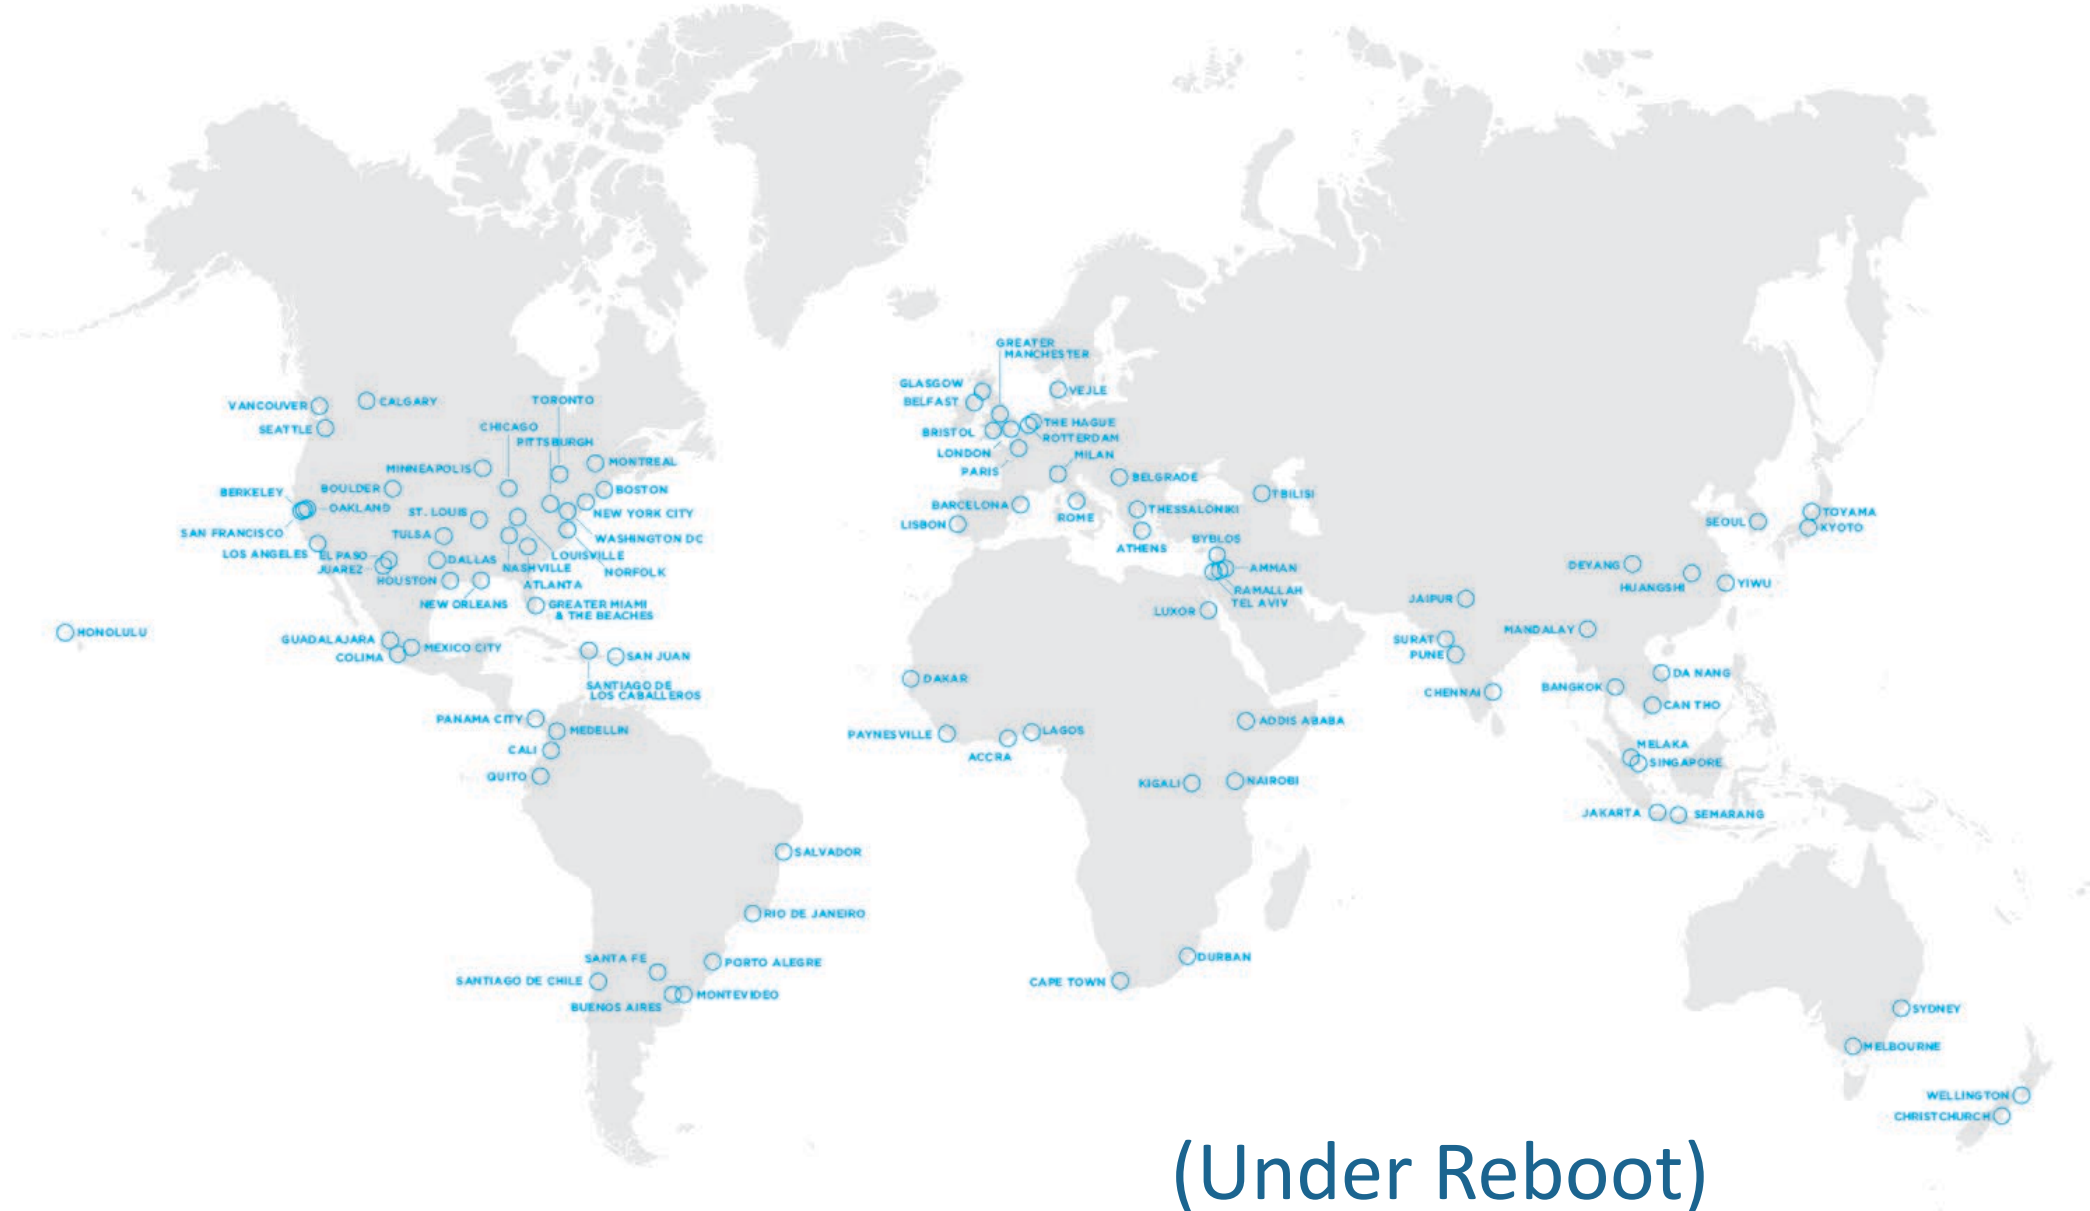 GREATER
MANCHESTER
GLASGOW
BELFAST
VEJLE
VANCOUVER
CALGARY
TORONTO
SEATTLE
CHICAGO
PITTSBURGH
BRISTOL
THE HAGUE
ROTTERDAM
LONDON
MILAN
PARIS
MINNEAPOLIS
MONTREAL
BELGRADE
BERKELEY
BOULDER
BOSTON
TBILISI
OAKLAND
ST. LOUIS
NEW YORK CITY
BARCELONA
ROME
THESSALONIKI
LISBON
SEOUL
TOYAMA
KYOTO
SAN FRANCISCO
TULSA
WASHINGTON DC
ATHENS
BYBLOS
LOS ANGELES
EL PASO
DALLAS
LOUISVILLE
JUAREZ
NASHVILLE
NORFOLK
AMMAN
DEYANG
HOUSTON
ATLANTA
RAMALLAH
HUANGSHI
YIWU
NEW ORLEANS
GREATER MIAMI
& THE BEACHES
TEL AVIV
LUXOR
JAIPUR
HONOLULU
GUADALAJARA
MEXICO CITY
COLIMA
SAN JUAN
SURAT
MANDALAY
PUNE
SANTIAGO DE
LOS CABALLEROS
DAKAR
DA NANG
CHENNAI
BANGKOK
CAN THO
PANAMA CITY
MEDELLIN
PAYNESVILLE
LAGOS
ADDIS ABABA
CALI
ACCRA
MELAKA
SINGAPORE
QUITO
KIGALI
NAIROBI
JAKARTA
SEMARANG
SALVADOR
RIO DE JANEIRO
SANTA FE
PORTO ALEGRE
DURBAN
SANTIAGO DE CHILE
CAPE TOWN
MONTEVIDEO
BUENOS AIRES
SYDNEY
MELBOURNE
WELLINGTON
CHRISTCHURCH
(Under Reboot)